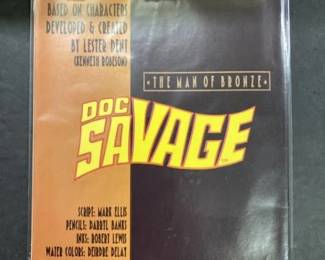 BASED ON CHARACTERS
DEVELOPED & CREATED
BY LESTER DENT
(KENNETH ROBESON)
• THE MAN OF BRONZE •
DOC
SAVAGE
TM
SCRIPT: MARK ELLIS
PENCILS: DARRYL BANKS
INKS: ROBERT LEWIS
WATER COLORS: DEIRDRE DELAY